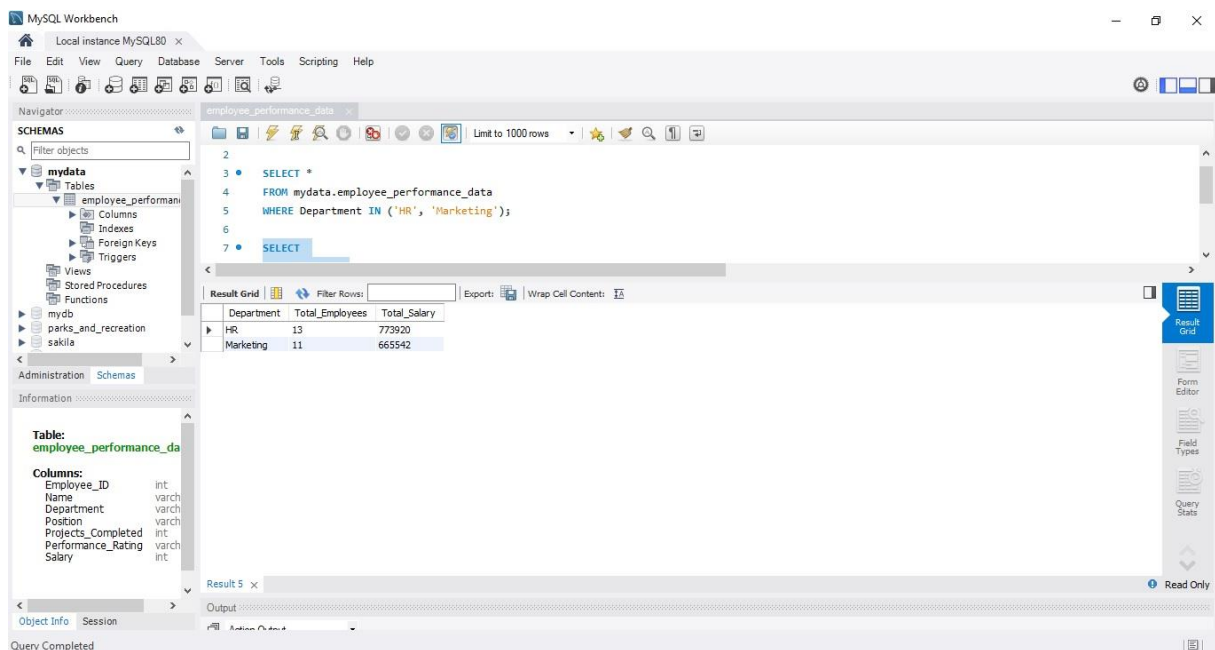 MySQL Workbench
Local instance MySQL80
File Edit View Query Database Server Tools Scripting Help
Navigator
employee_performance_data
SCHEMAS
Limit to 1000 rows
Filter objects
mydata
Tables
employee_performan
Columns
Indexes
Foreign Keys
Triggers
Views
Stored Procedures
Functions
mydb
parks_and_recreation
sakila
Administration Schemas
2
3 SELECT *
4 FROM mydata.employee_performance_data
5 WHERE Department IN ('HR', 'Marketing');
6
7 SELECT
Result Grid Filter Rows: Export: Wrap Cell Content:
Department Total_Employees Total_Salary
HR 13 773920
Marketing 11 665542
Result Grid
Form Editor
Field Types
Query Stats
Information
Table:
employee_performance_da
Columns:
Employee_ID int
Name varch
Department varch
Position varch
Projects_Completed int
Performance_Rating varch
Salary int
Object Info Session
Result 5
Read Only
Output
Action Output
Query Completed